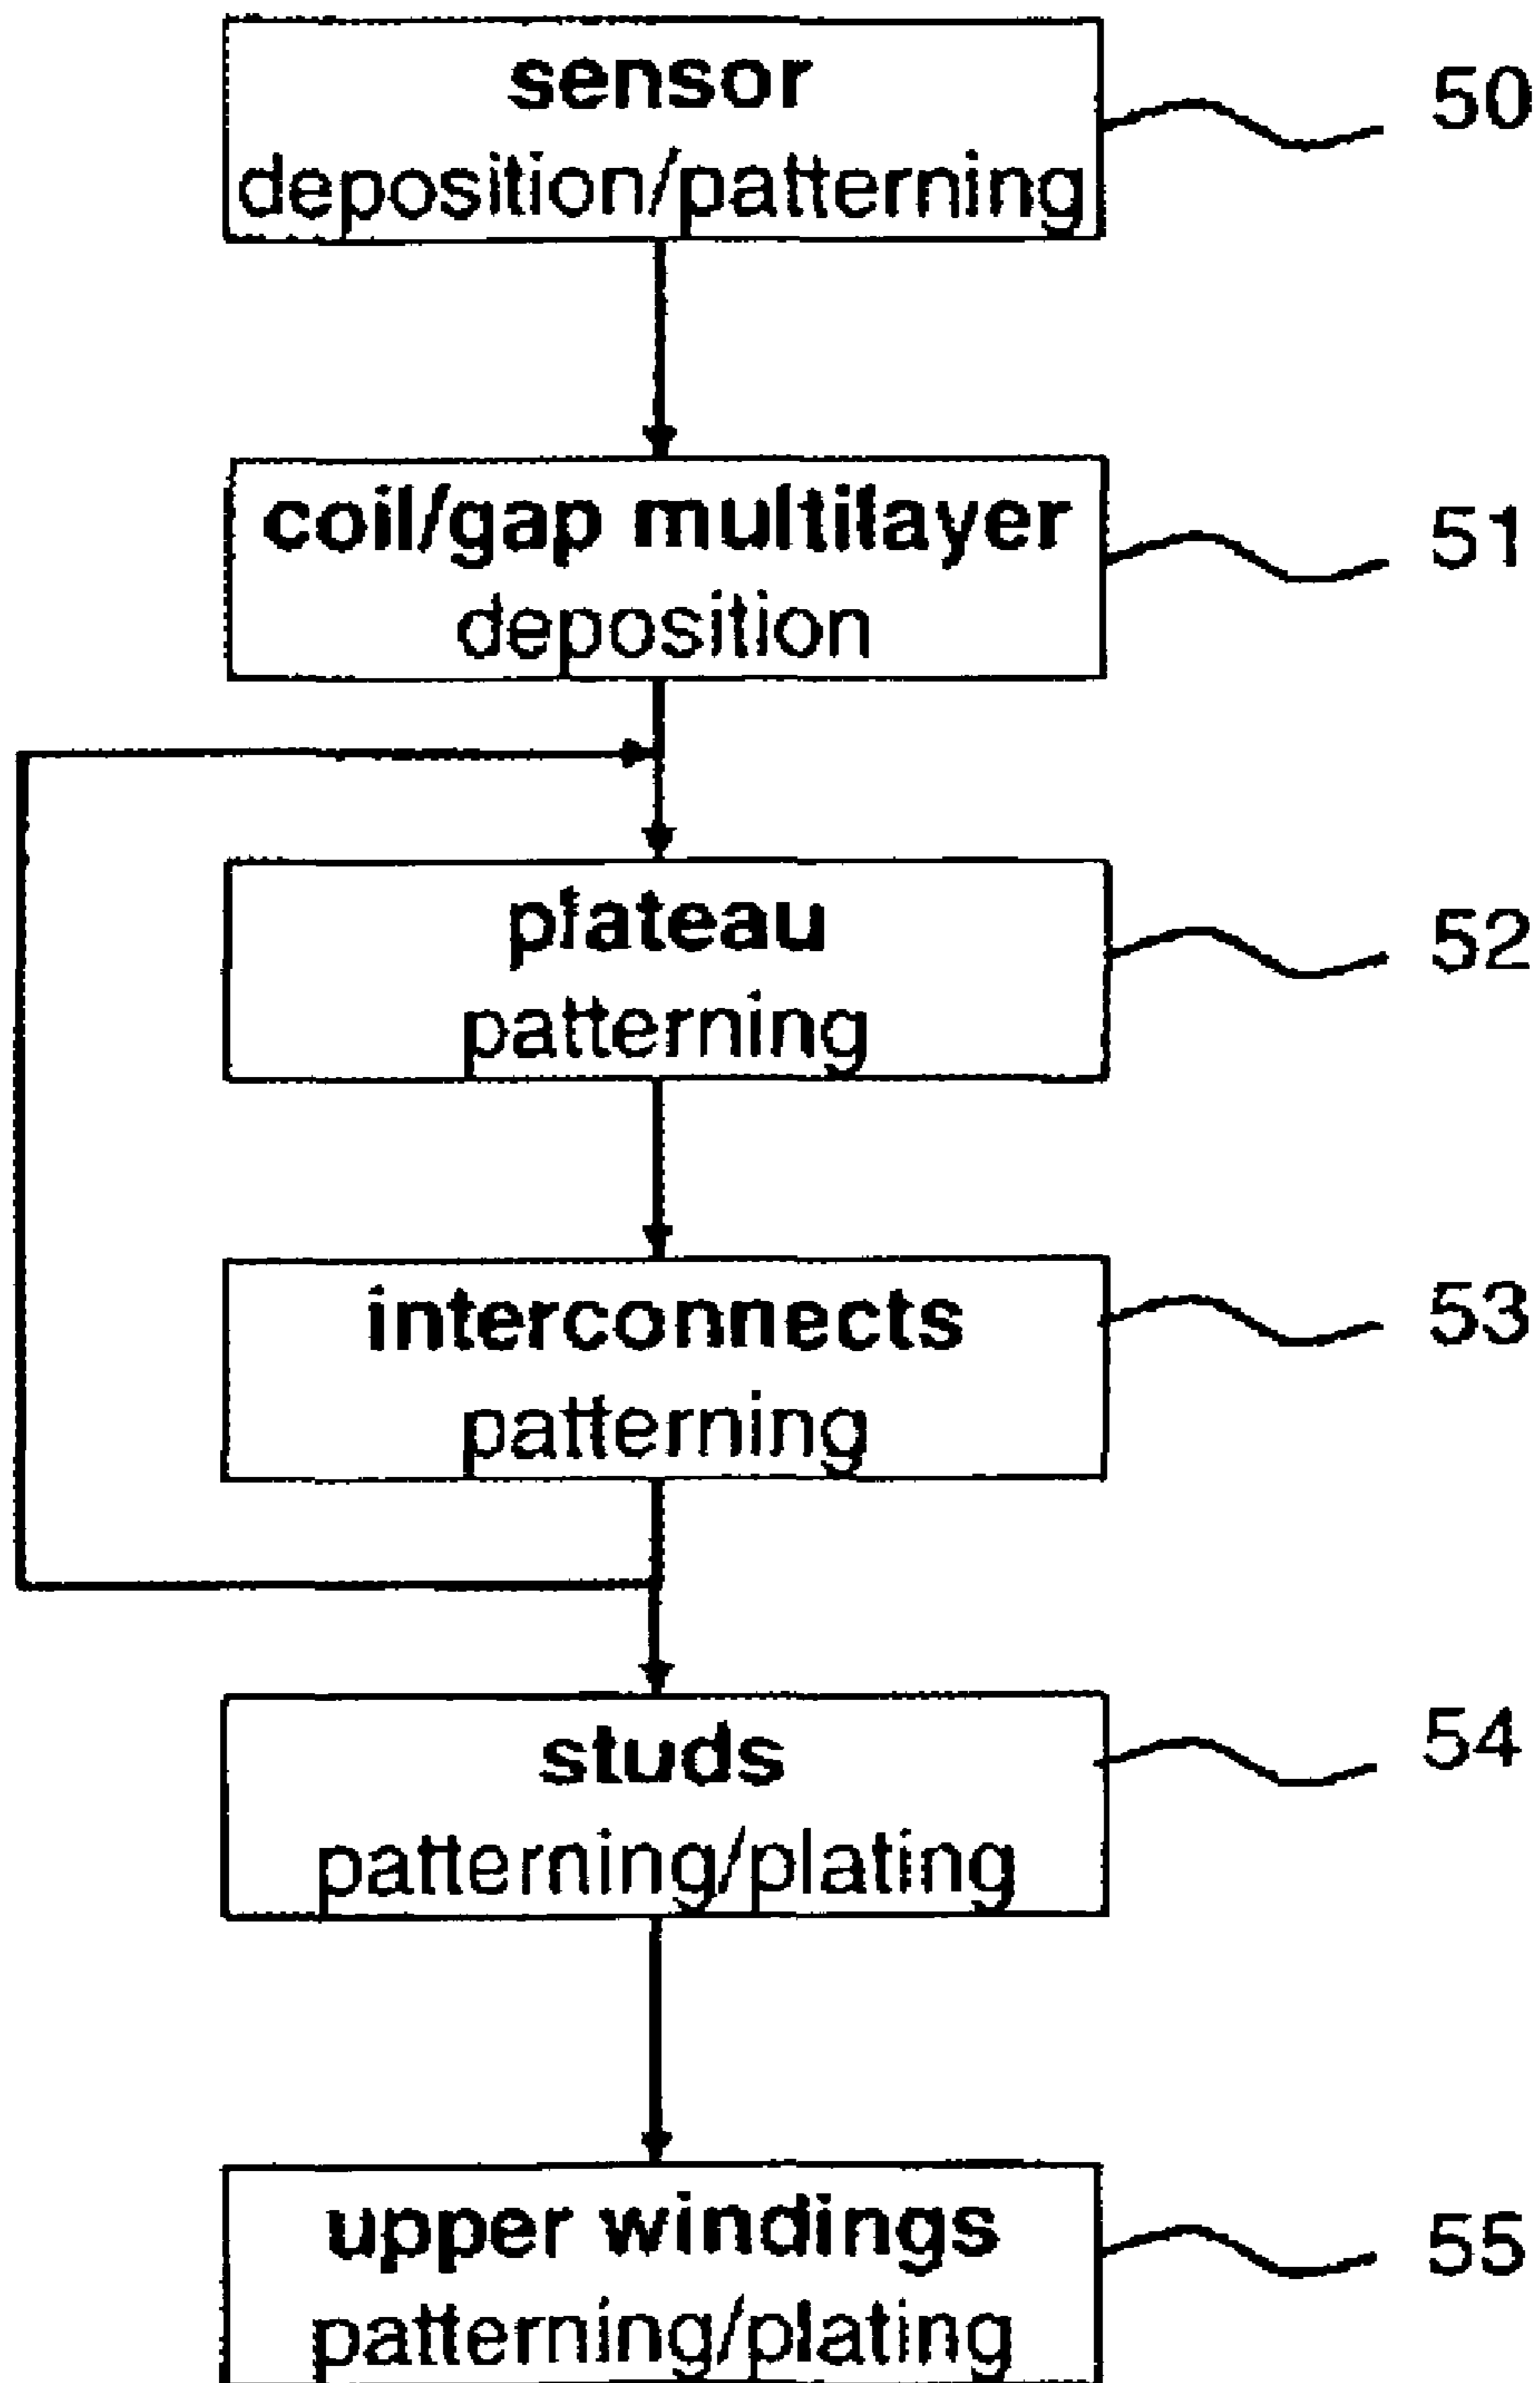 sensor
deposition/patterning
50
coil/gap multilayer
deposition
51
plateau
patterning
52
interconnects
patterning
53
studs
patterning/plating
54
upper windings
patterning/plating
55